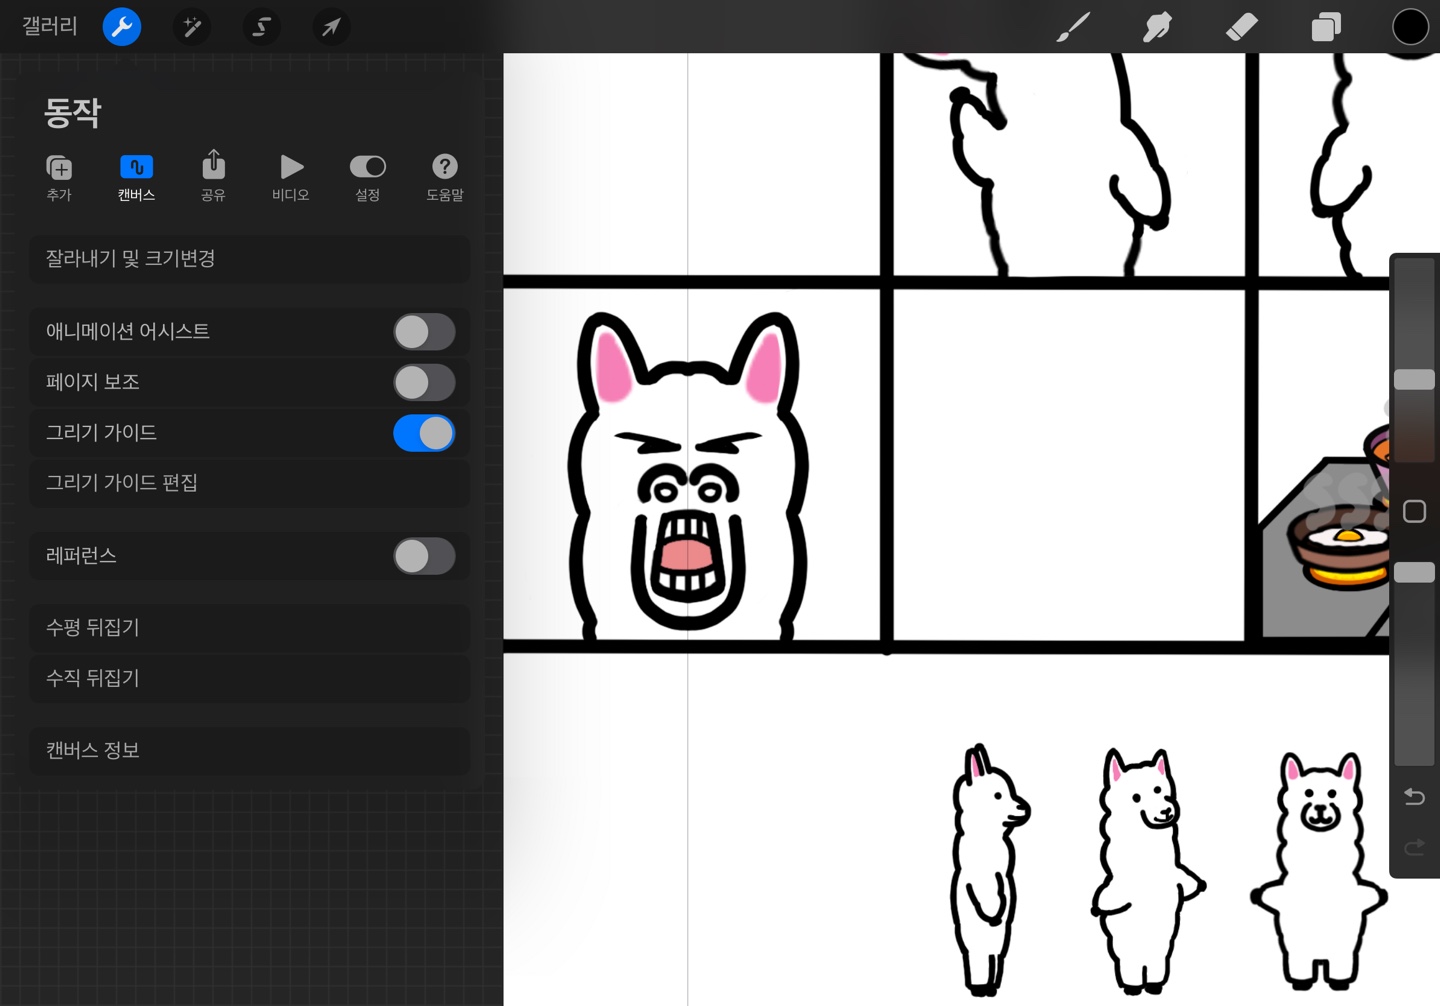 갤러리
동작
추가 캔버스 공유 비디오 설정 도움말
잘라내기 및 크기변경
애니메이션 어시스트
페이지 보조
그리기 가이드
그리기 가이드 편집
레퍼런스
수평 뒤집기
수직 뒤집기
캔버스 정보